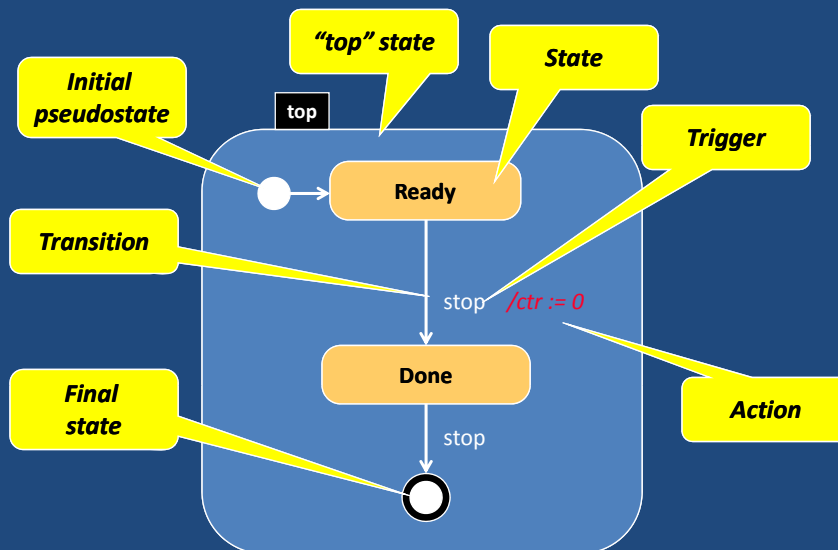 “top” state
State
Initial
pseudostate
top
Trigger
Ready
Transition
stop /ctr := 0
Done
Final
state
Action
stop